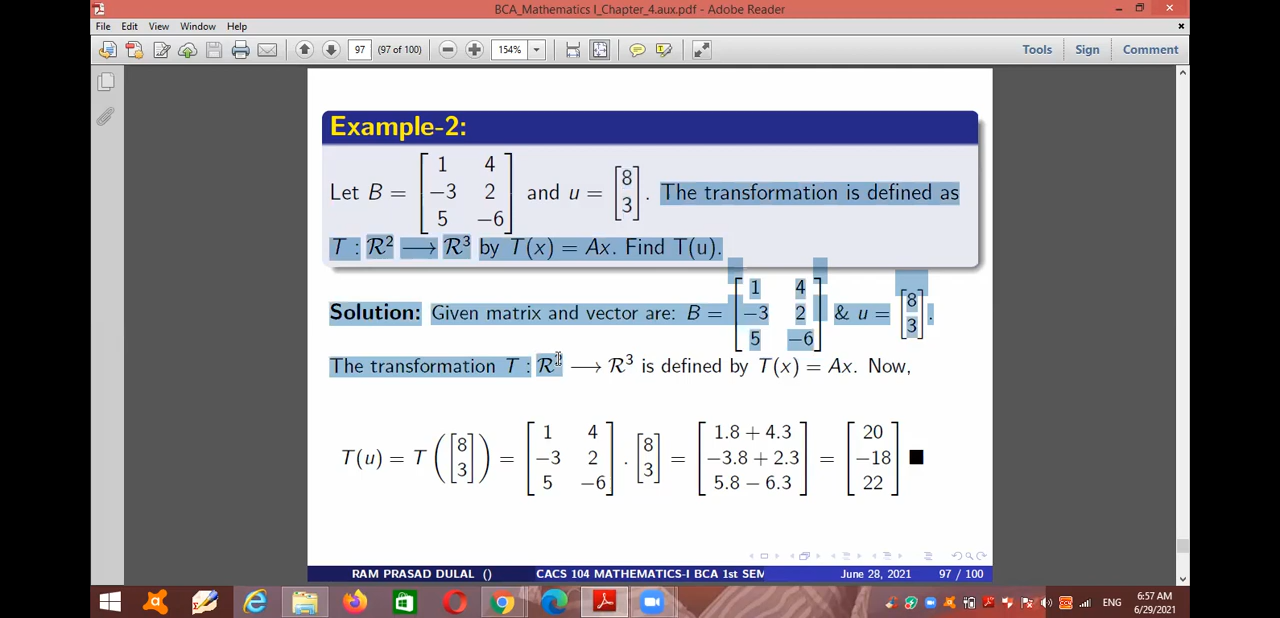 BCA_Mathematics I_Chapter_4.aux.pdf - Adobe Reader
File Edit View Window Help
97 (97 of 100) 154% Tools Sign Comment
Example-2:
Let B = [1 4; −3 2; 5 −6] and u = [8; 3]. The transformation is defined as
T : R² ⟶ R³ by T(x) = Ax. Find T(u).
Solution: Given matrix and vector are: B = [1 4; −3 2; 5 −6] & u = [8; 3].
The transformation T : R² ⟶ R³ is defined by T(x) = Ax. Now,
T(u) = T([8; 3]) = [1 4; −3 2; 5 −6] . [8; 3] = [1.8 + 4.3; −3.8 + 2.3; 5.8 − 6.3] = [20; −18; 22] ■
RAM PRASAD DULAL () CACS 104 MATHEMATICS-I BCA 1st SEM June 28, 2021 97 / 100
ENG 6:57 AM
6/29/2021